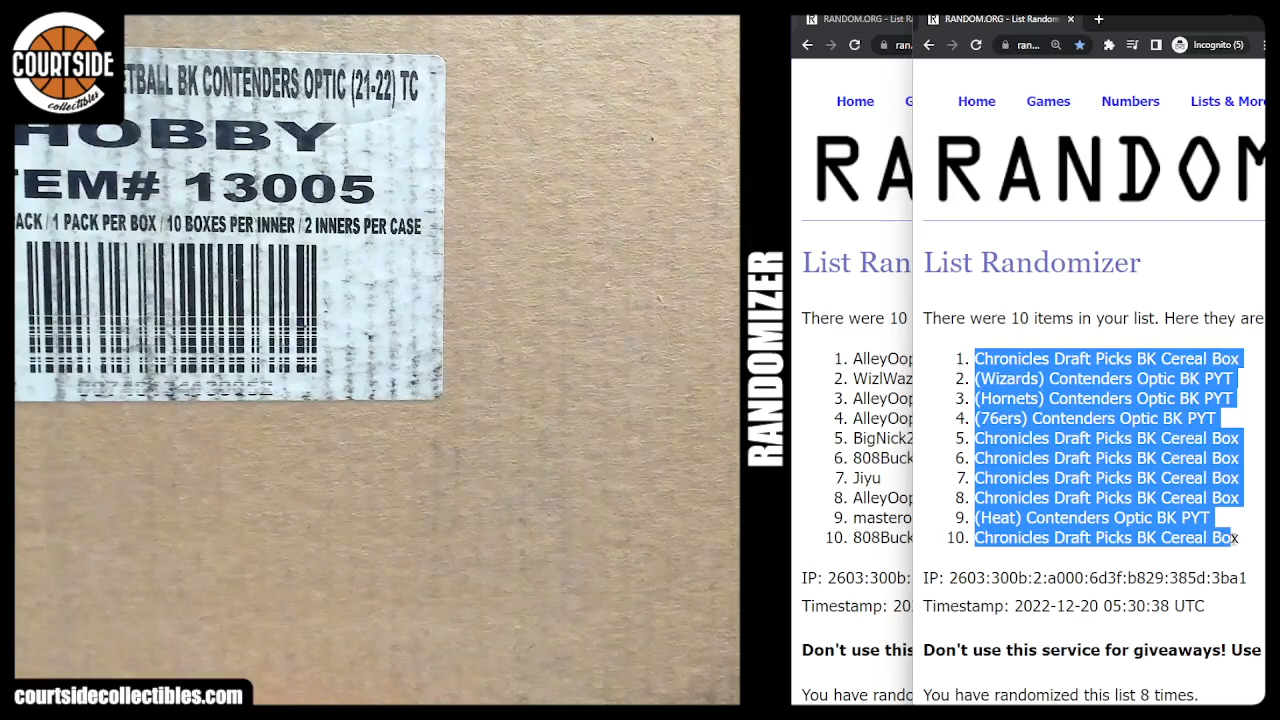 COURTSIDE
collectibles
TBALL BK CONTENDERS OPTIC (21-22) TC
HOBBY
TEM# 13005
ACK / 1 PACK PER BOX / 10 BOXES PER INNER / 2 INNERS PER CASE
courtsidecollectibles.com
RANDOMIZER
RANDOM.ORG - List R
ran.
Home
G
RA
List Ran
There were 10
1. AlleyOop
2. WizlWaz
3. AlleyOop
4. AlleyOop
5. BigNick2
6. 808Buck
7. Jiyu
8. AlleyOop
9. mastero
10. 808Buck
IP: 2603:300b:
Timestamp: 20
Don't use this
You have rando
RANDOM.ORG - List Random
ran...
Incognito (5)
Home Games Numbers Lists & More
RANDOM
List Randomizer
There were 10 items in your list. Here they are
1. Chronicles Draft Picks BK Cereal Box
2. (Wizards) Contenders Optic BK PYT
3. (Hornets) Contenders Optic BK PYT
4. (76ers) Contenders Optic BK PYT
5. Chronicles Draft Picks BK Cereal Box
6. Chronicles Draft Picks BK Cereal Box
7. Chronicles Draft Picks BK Cereal Box
8. Chronicles Draft Picks BK Cereal Box
9. (Heat) Contenders Optic BK PYT
10. Chronicles Draft Picks BK Cereal Box
IP: 2603:300b:2:a000:6d3f:b829:385d:3ba1
Timestamp: 2022-12-20 05:30:38 UTC
Don't use this service for giveaways! Use
You have randomized this list 8 times.